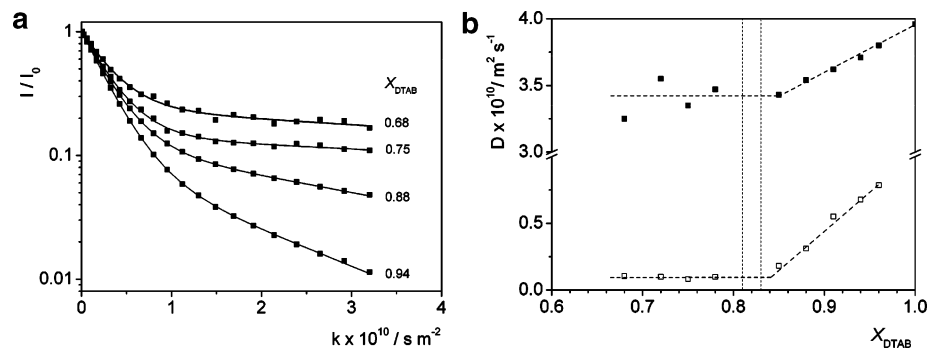 a
I / I0
1
0.1
0.01
XDTAB
0.68
0.75
0.88
0.94
0 1 2 3 4
k x 10^10 / s m^-2
b
D x 10^10/ m^2 s^-1
4.0
3.5
3.0
0.5
0.0
0.6 0.7 0.8 0.9 1.0
XDTAB